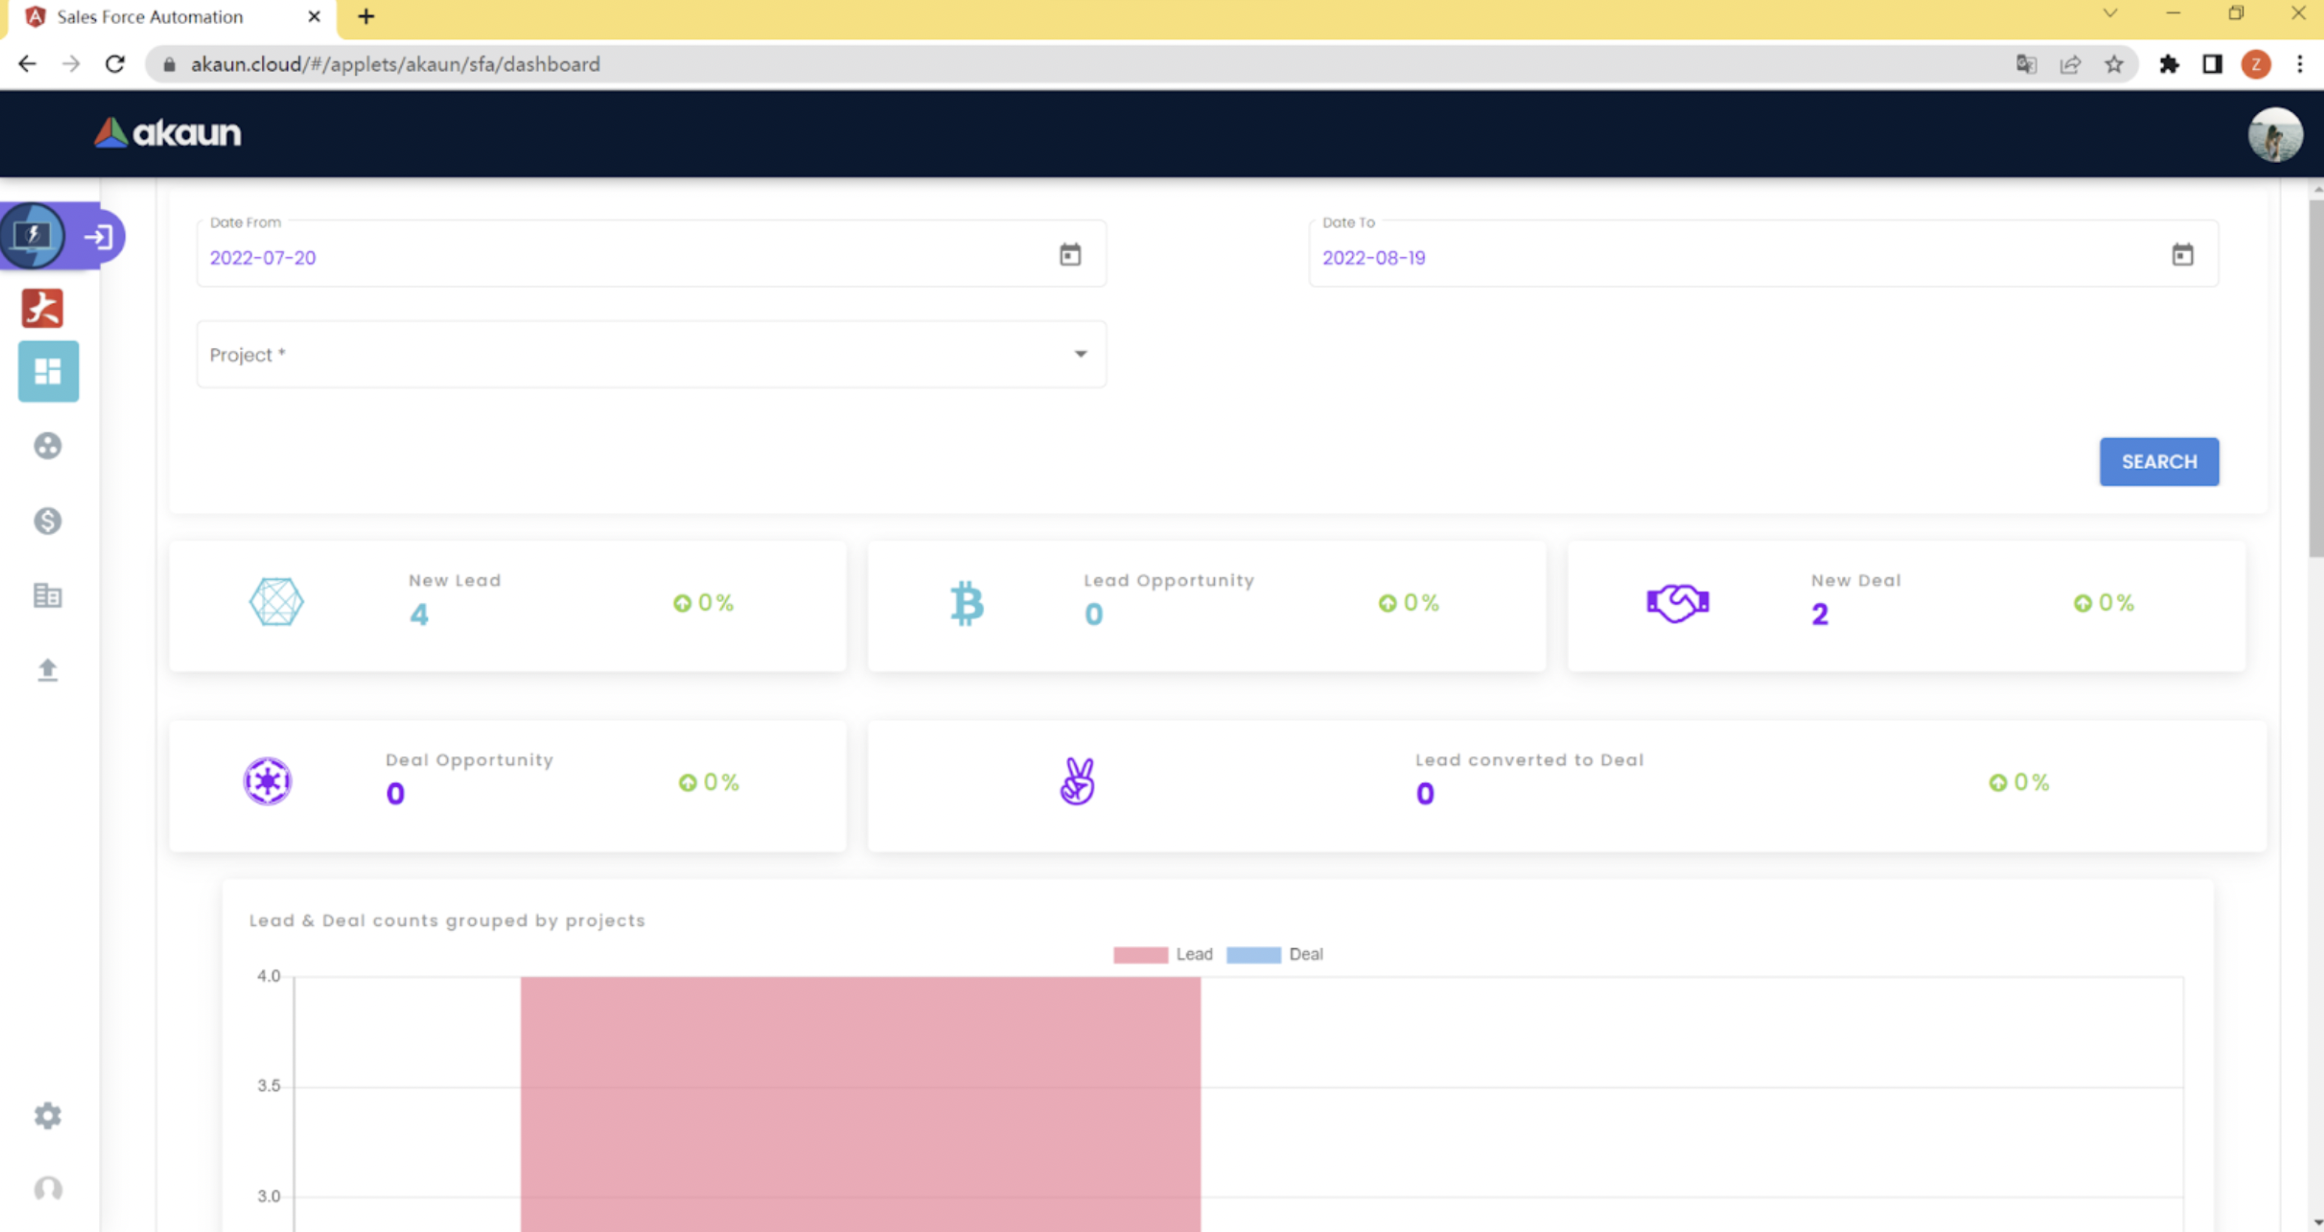 Sales Force Automation
akaun.cloud/#/applets/akaun/sfa/dashboard
Z
akaun
Date From
2022-07-20
Date To
2022-08-19
Project *
SEARCH
New Lead
4
0%
Lead Opportunity
0
0%
New Deal
2
0%
Deal Opportunity
0
0%
Lead converted to Deal
0
0%
Lead & Deal counts grouped by projects
Lead
Deal
4.0
3.5
3.0